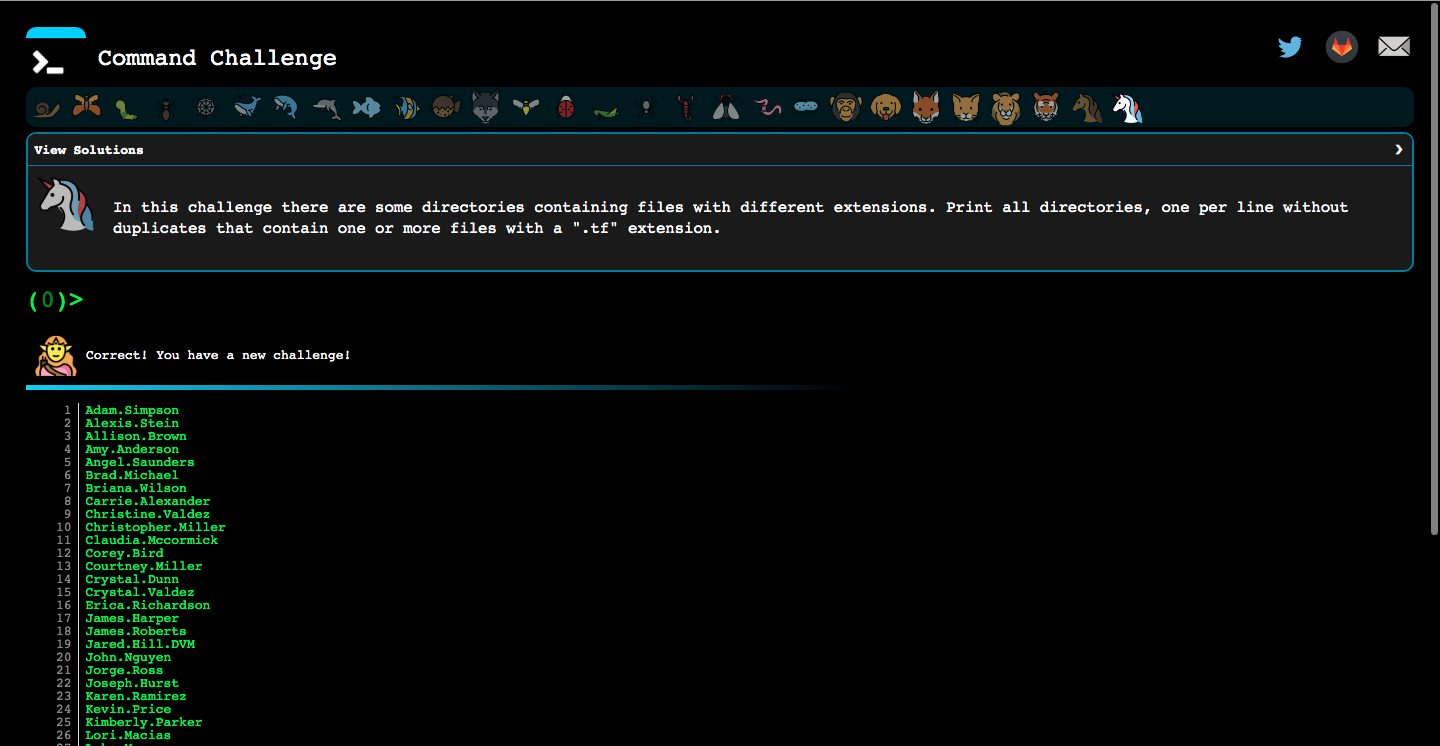 Command Challenge
View Solutions
In this challenge there are some directories containing files with different extensions. Print all directories, one per line without
duplicates that contain one or more files with a ".tf" extension.
(0)>
Correct! You have a new challenge!
1 Adam.Simpson
2 Alexis.Stein
3 Allison.Brown
4 Amy.Anderson
5 Angel.Saunders
6 Brad.Michael
7 Briana.Wilson
8 Carrie.Alexander
9 Christine.Valdez
10 Christopher.Miller
11 Claudia.Mccormick
12 Corey.Bird
13 Courtney.Miller
14 Crystal.Dunn
15 Crystal.Valdez
16 Erica.Richardson
17 James.Harper
18 James.Roberts
19 Jared.Hill.DVM
20 John.Nguyen
21 Jorge.Ross
22 Joseph.Hurst
23 Karen.Ramirez
24 Kevin.Price
25 Kimberly.Parker
26 Lori.Macias